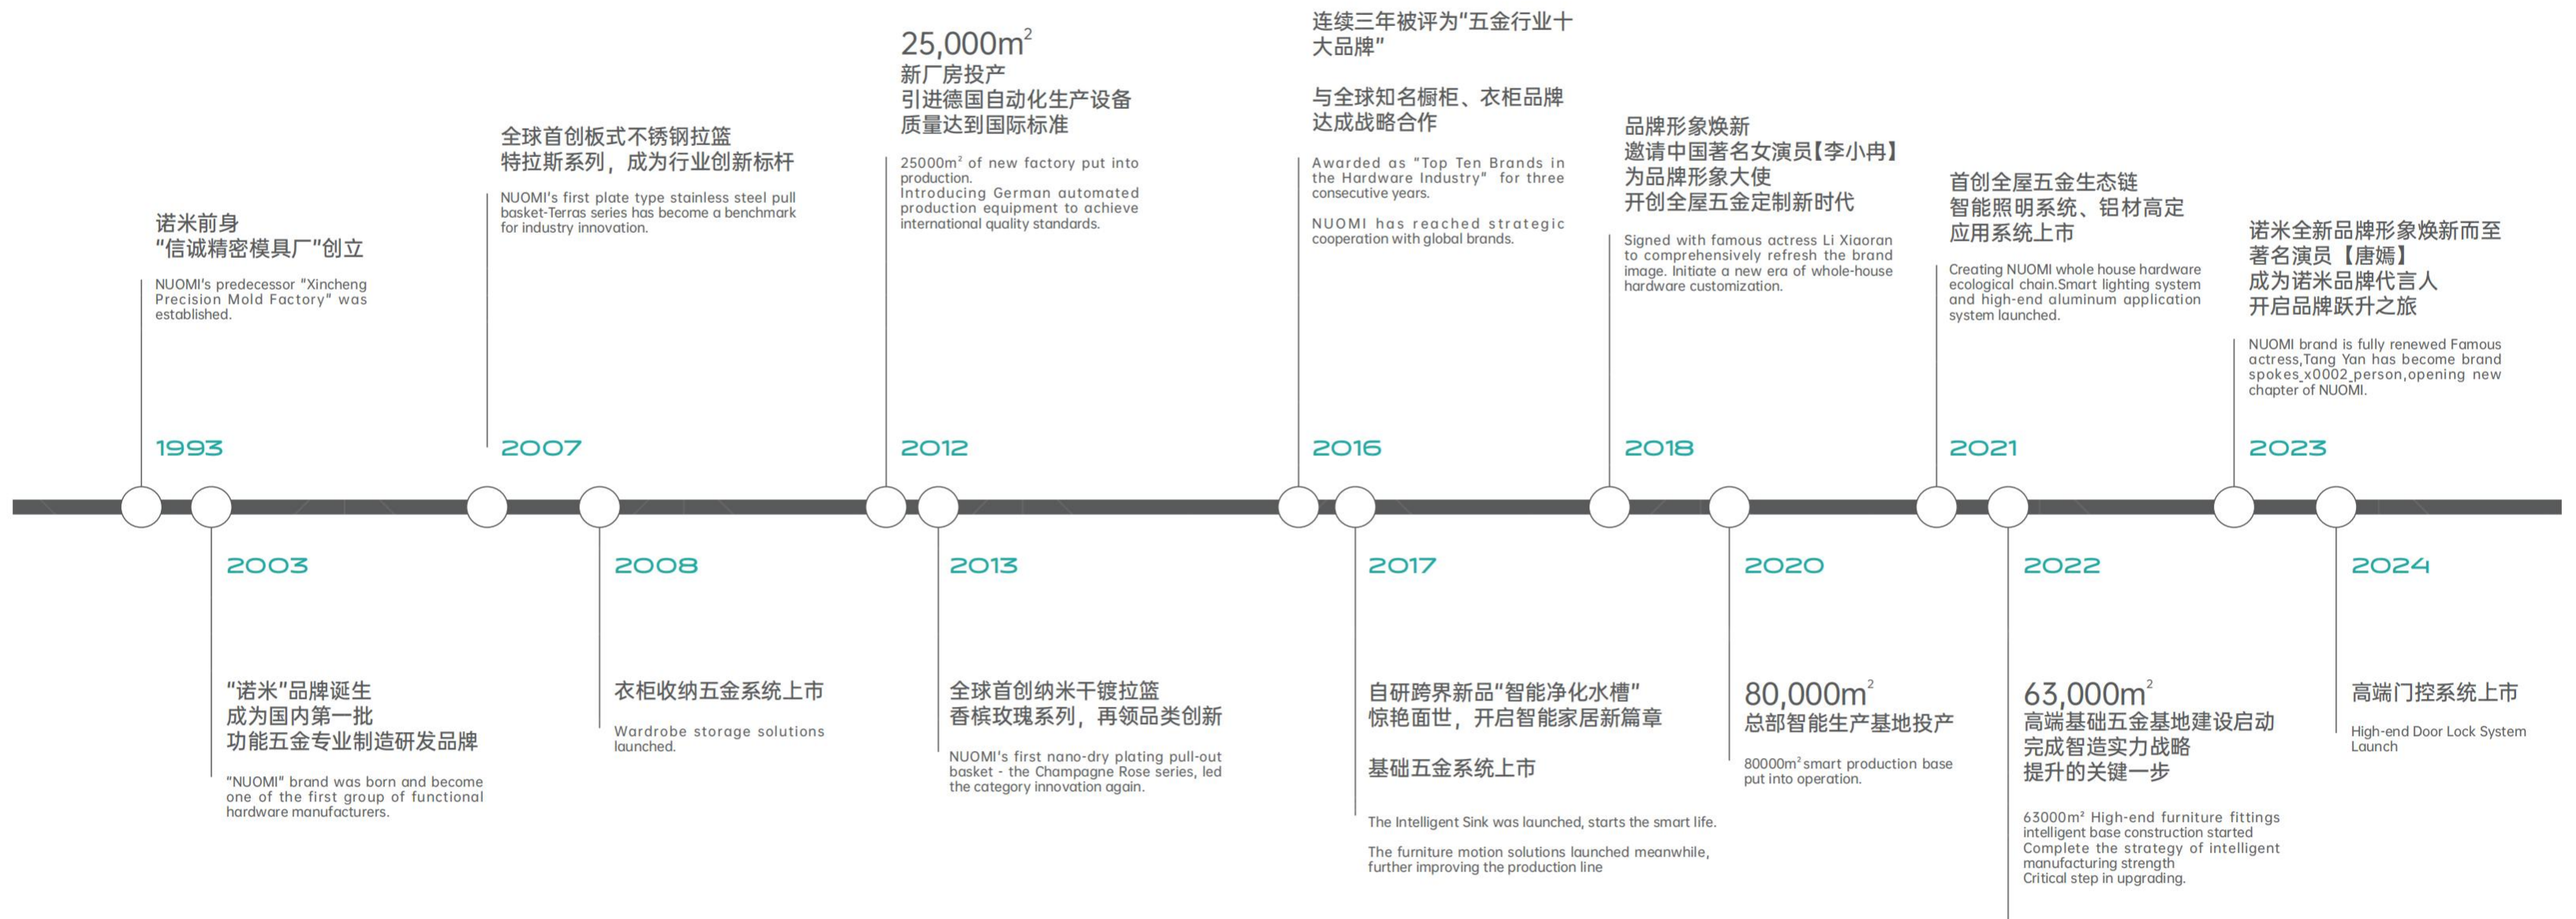 诺米前身
“信诚精密模具厂”创立
NUOMI's predecessor "Xincheng
Precision Mold Factory" was
established.
1993
“诺米”品牌诞生
成为国内第一批
功能五金专业制造研发品牌
"NUOMI" brand was born and become
one of the first group of functional
hardware manufacturers.
2003
全球首创板式不锈钢拉篮
特拉斯系列，成为行业创新标杆
NUOMI's first plate type stainless steel pull
basket-Terras series has become a benchmark
for industry innovation.
2007
2008
衣柜收纳五金系统上市
Wardrobe storage solutions
launched.
25,000m²
新厂房投产
引进德国自动化生产设备
质量达到国际标准
25000m² of new factory put into
production.
Introducing German automated
production equipment to achieve
international quality standards.
2012
2013
全球首创纳米干镀拉篮
香槟玫瑰系列，再领品类创新
NUOMI's first nano-dry plating pull-out
basket - the Champagne Rose series, led
the category innovation again.
连续三年被评为“五金行业十
大品牌”
与全球知名橱柜、衣柜品牌
达成战略合作
Awarded as "Top Ten Brands in
the Hardware Industry" for three
consecutive years.
NUOMI has reached strategic
cooperation with global brands.
2016
2017
自研跨界新品“智能净化水槽”
惊艳面世，开启智能家居新篇章
基础五金系统上市
The Intelligent Sink was launched, starts the smart life.
The furniture motion solutions launched meanwhile,
further improving the production line
品牌形象焕新
邀请中国著名女演员【李小冉】
为品牌形象大使
开创全屋五金定制新时代
Signed with famous actress Li Xiaoran
to comprehensively refresh the brand
image. Initiate a new era of whole-house
hardware customization.
2018
2020
80,000m²
总部智能生产基地投产
80000m² smart production base
put into operation.
首创全屋五金生态链
智能照明系统、铝材高定
应用系统上市
Creating NUOMI whole house hardware
ecological chain.Smart lighting system
and high-end aluminum application
system launched.
2021
2022
63,000m²
高端基础五金基地建设启动
完成智造实力战略
提升的关键一步
63000m² High-end furniture fittings
intelligent base construction started
Complete the strategy of intelligent
manufacturing strength
Critical step in upgrading.
诺米全新品牌形象焕新而至
著名演员【唐嫣】
成为诺米品牌代言人
开启品牌跃升之旅
NUOMI brand is fully renewed Famous
actress,Tang Yan has become brand
spokes_x0002_person,opening new
chapter of NUOMI.
2023
2024
高端门控系统上市
High-end Door Lock System
Launch